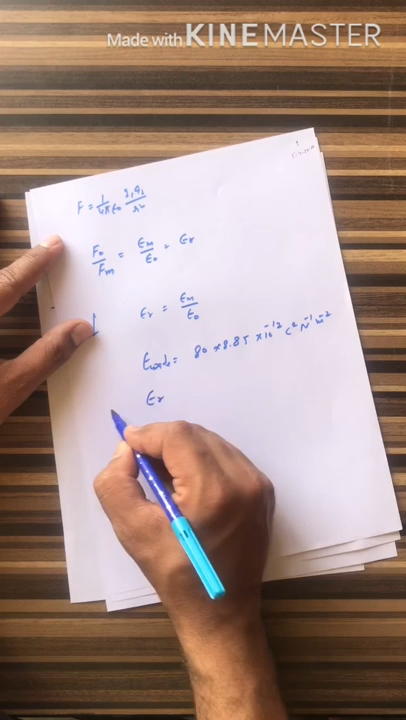 Made with KINEMASTER
F = 1/4πϵ₀ q₁q₂/r²
F₀/Fₘ = ϵₘ/ϵ₀ = ϵr
ϵr = ϵₘ/ϵ₀
80 × 8.85 × 10⁻¹² C² N⁻¹ m⁻²
ϵr